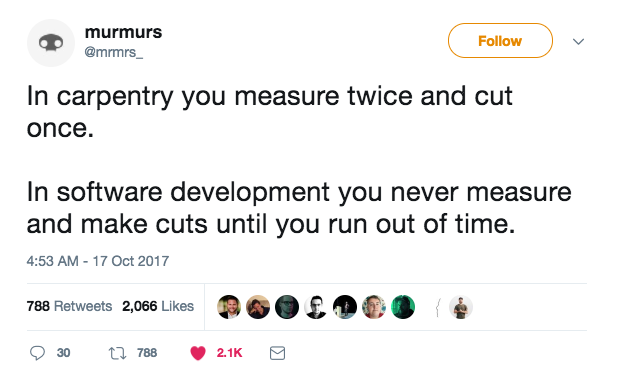 murmurs
@mrmrs_
Follow
In carpentry you measure twice and cut
once.
In software development you never measure
and make cuts until you run out of time.
4:53 AM - 17 Oct 2017
788 Retweets 2,066 Likes
30 788 2.1K